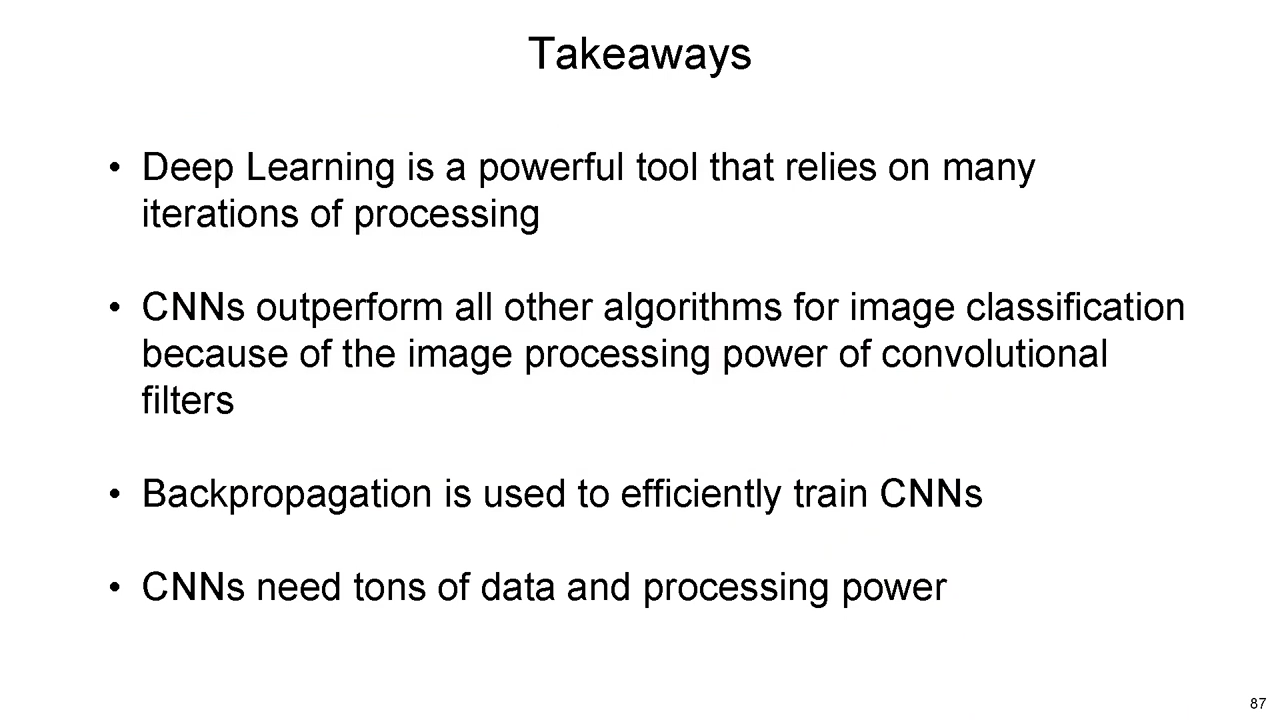 Takeaways
• Deep Learning is a powerful tool that relies on many
iterations of processing
• CNNs outperform all other algorithms for image classification
because of the image processing power of convolutional
filters
• Backpropagation is used to efficiently train CNNs
• CNNs need tons of data and processing power
87